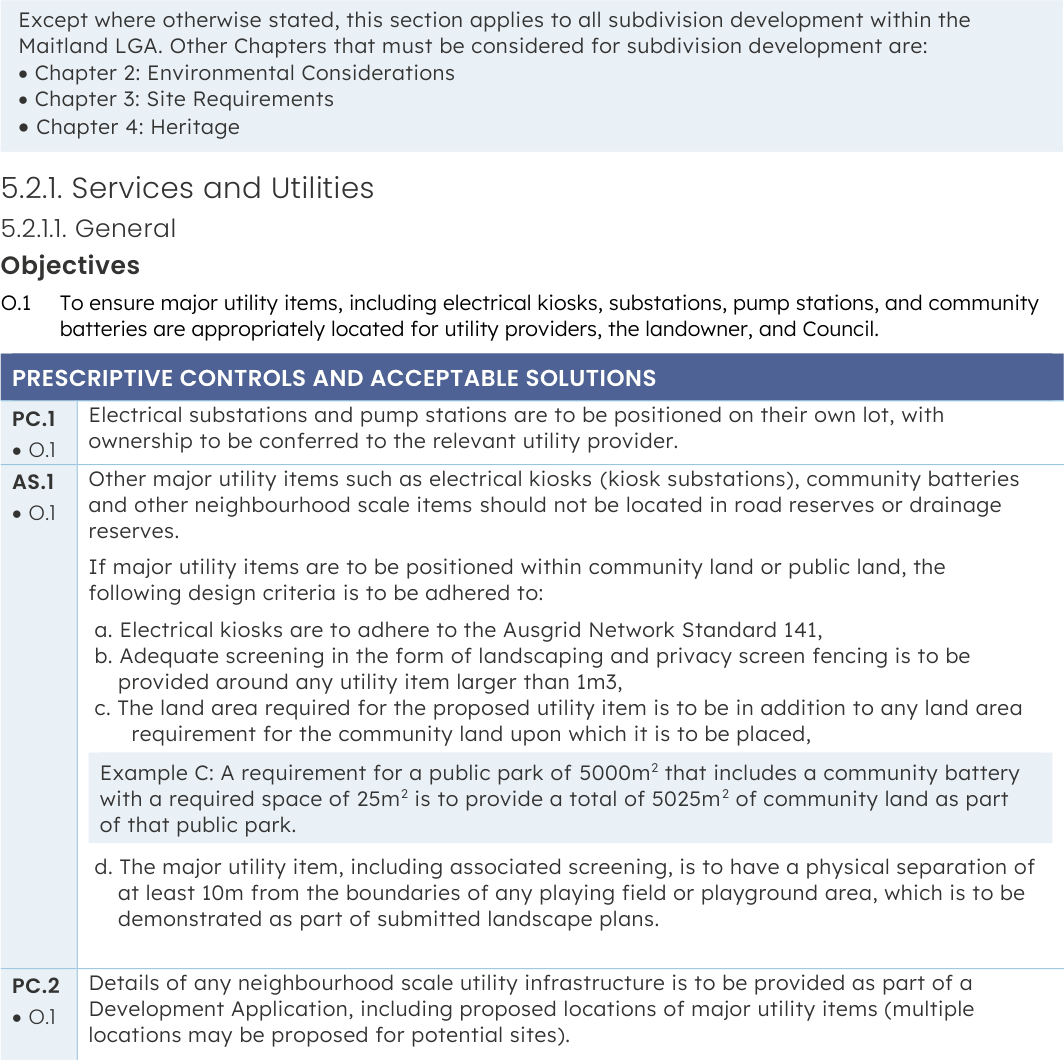 Except where otherwise stated, this section applies to all subdivision development within the
Maitland LGA. Other Chapters that must be considered for subdivision development are:
• Chapter 2: Environmental Considerations
• Chapter 3: Site Requirements
• Chapter 4: Heritage
5.2.1. Services and Utilities
5.2.1.1. General
Objectives
O.1 To ensure major utility items, including electrical kiosks, substations, pump stations, and community
batteries are appropriately located for utility providers, the landowner, and Council.
PRESCRIPTIVE CONTROLS AND ACCEPTABLE SOLUTIONS
PC.1
• O.1
Electrical substations and pump stations are to be positioned on their own lot, with
ownership to be conferred to the relevant utility provider.
AS.1
• O.1
Other major utility items such as electrical kiosks (kiosk substations), community batteries
and other neighbourhood scale items should not be located in road reserves or drainage
reserves.
If major utility items are to be positioned within community land or public land, the
following design criteria is to be adhered to:
a. Electrical kiosks are to adhere to the Ausgrid Network Standard 141,
b. Adequate screening in the form of landscaping and privacy screen fencing is to be
provided around any utility item larger than 1m3,
c. The land area required for the proposed utility item is to be in addition to any land area
requirement for the community land upon which it is to be placed,
Example C: A requirement for a public park of 5000m² that includes a community battery
with a required space of 25m² is to provide a total of 5025m² of community land as part
of that public park.
d. The major utility item, including associated screening, is to have a physical separation of
at least 10m from the boundaries of any playing field or playground area, which is to be
demonstrated as part of submitted landscape plans.
PC.2
• O.1
Details of any neighbourhood scale utility infrastructure is to be provided as part of a
Development Application, including proposed locations of major utility items (multiple
locations may be proposed for potential sites).